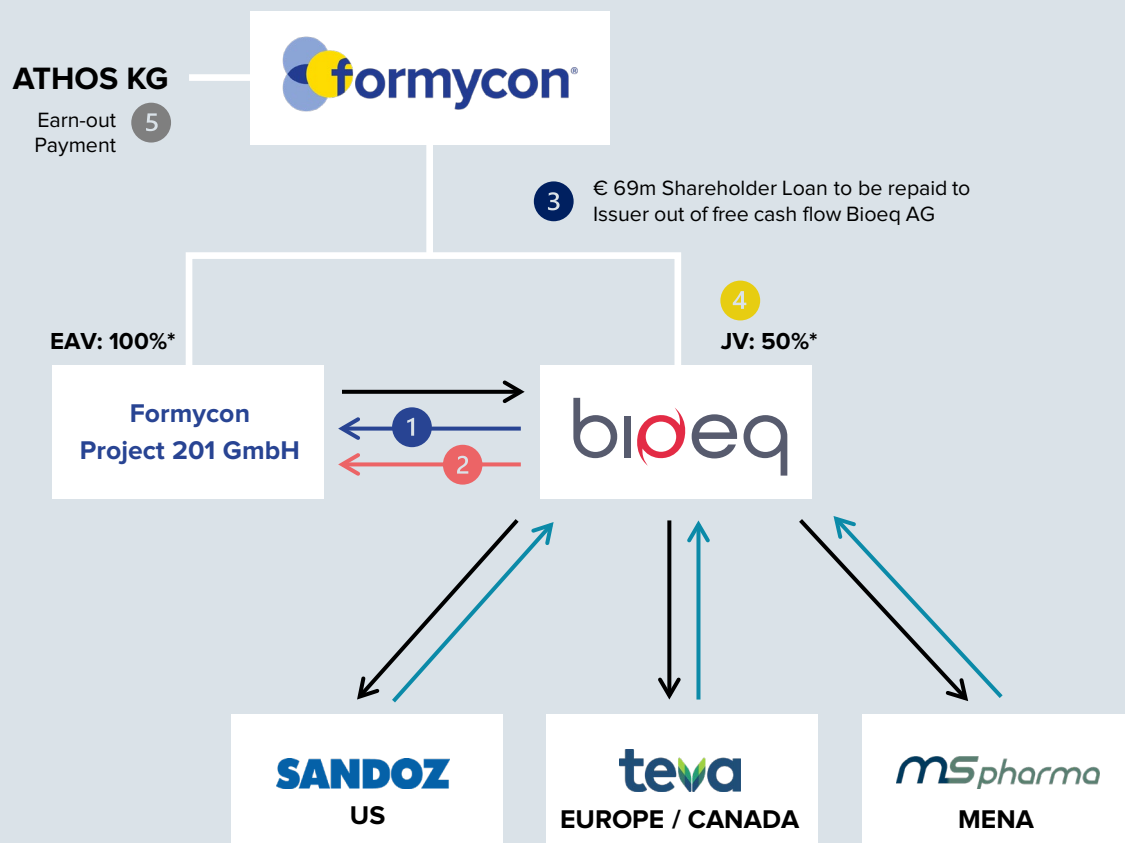 formycon®
ATHOS KG
Earn-out
Payment
5
3
€ 69m Shareholder Loan to be repaid to
Issuer out of free cash flow Bioeq AG
4
EAV: 100%*
JV: 50%*
Formycon
Project 201 GmbH
1
2
bioeq
SANDOZ
US
teva
EUROPE / CANADA
MS pharma
MENA